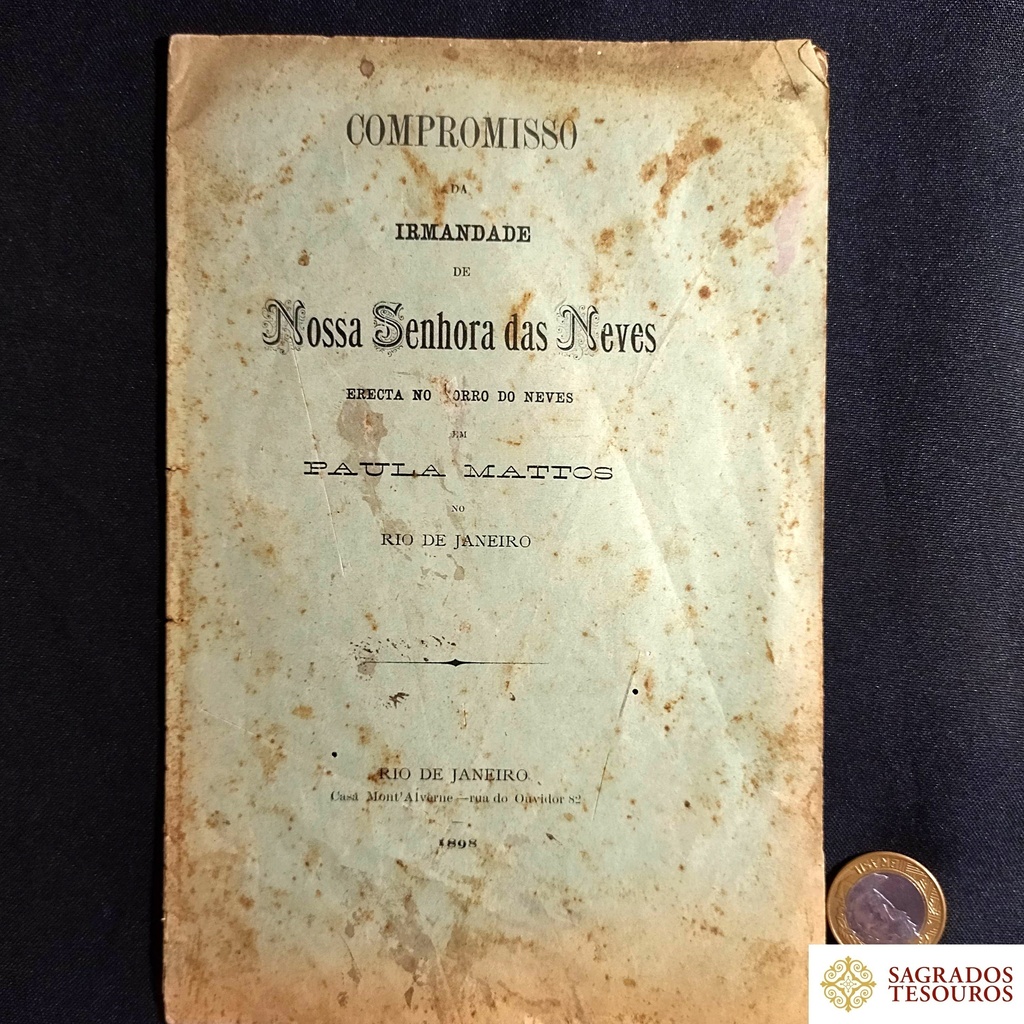 COMPROMISSO
DA
IRMANDADE
DE
Nossa Senhora das Neves
ERECTA NO ORRO DO NEVES
EM
PAULA MATTOS
NO
RIO DE JANEIRO
RIO DE JANEIRO
Casa Mont'Alverne—rua do Ouvidor 82
1898
SAGRADOS
TESOUROS